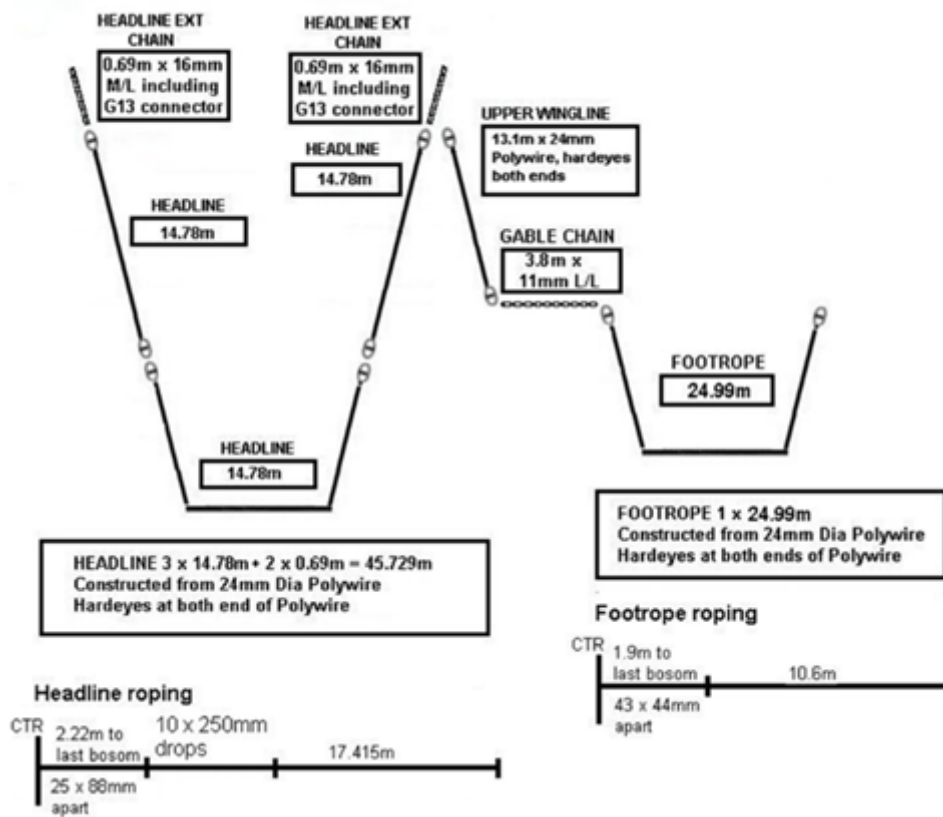 HEADLINE EXT
CHAIN
0.69m x 16mm
M/L including
G13 connector
HEADLINE EXT
CHAIN
0.69m x 16mm
M/L including
G13 connector
UPPER WINGLINE
13.1m x 24mm
Polywire, hardeyes
both ends
HEADLINE
14.78m
HEADLINE
14.78m
GABLE CHAIN
3.8m x
11mm L/L
FOOTROPE
24.99m
HEADLINE
14.78m
HEADLINE 3 x 14.78m + 2 x 0.69m = 45.729m
Constructed from 24mm Dia Polywire
Hardeyes at both end of Polywire
FOOTROPE 1 x 24.99m
Constructed from 24mm Dia Polywire
Hardeyes at both ends of Polywire
Footrope roping
CTR
1.9m to
last bosom
10.6m
43 x 44mm
apart
Headline roping
CTR
2.22m to
last bosom
10 x 250mm
drops
17.415m
25 x 88mm
apart